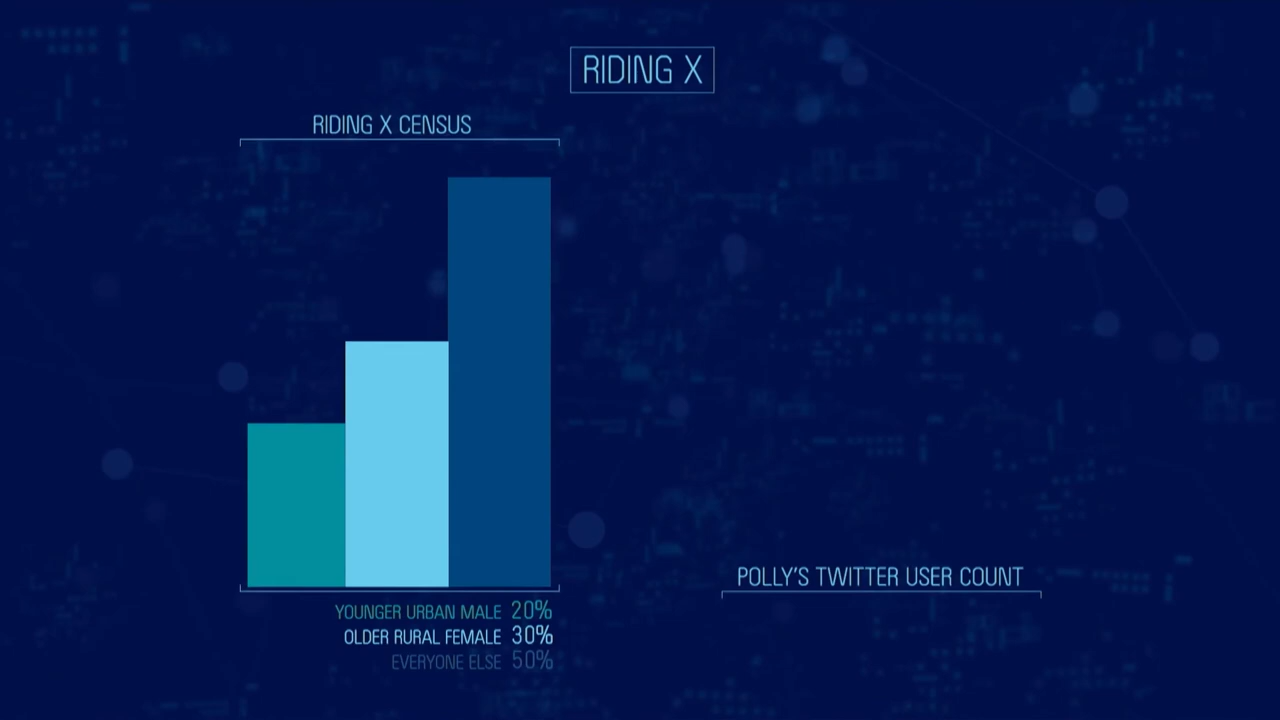 RIDING X
RIDING X CENSUS
YOUNGER URBAN MALE 20%
OLDER RURAL FEMALE 30%
EVERYONE ELSE 50%
POLLY'S TWITTER USER COUNT